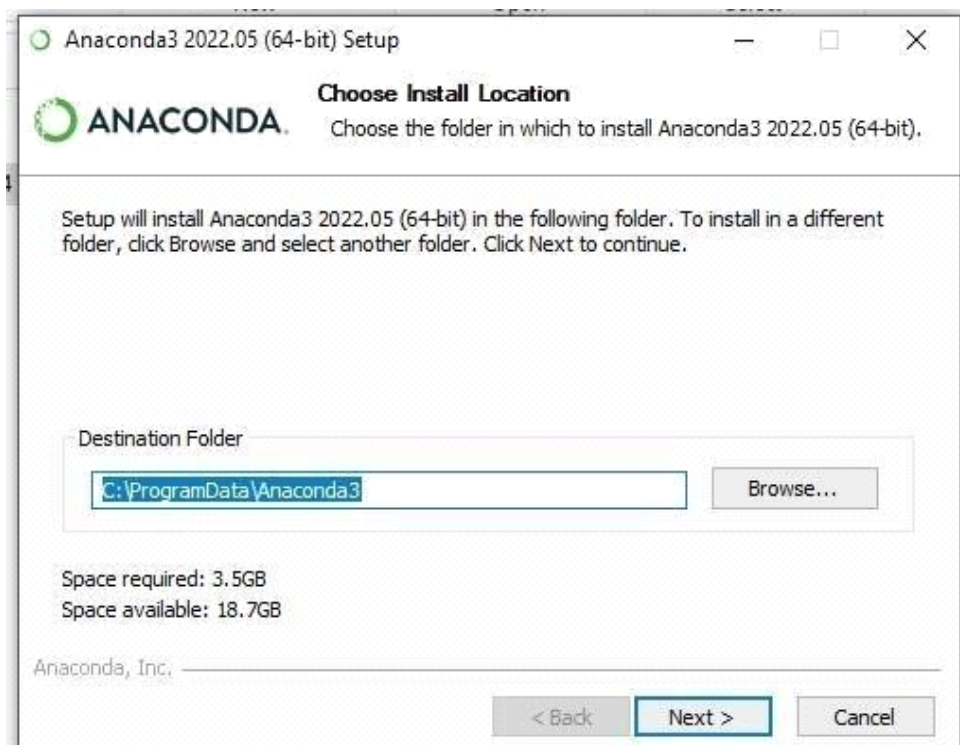 Anaconda3 2022.05 (64-bit) Setup
ANACONDA.
Choose Install Location
Choose the folder in which to install Anaconda3 2022.05 (64-bit).
Setup will install Anaconda3 2022.05 (64-bit) in the following folder. To install in a different
folder, click Browse and select another folder. Click Next to continue.
Destination Folder
C:\ProgramData\Anaconda3
Browse...
Space required: 3.5GB
Space available: 18.7GB
Anaconda, Inc.
< Back
Next >
Cancel